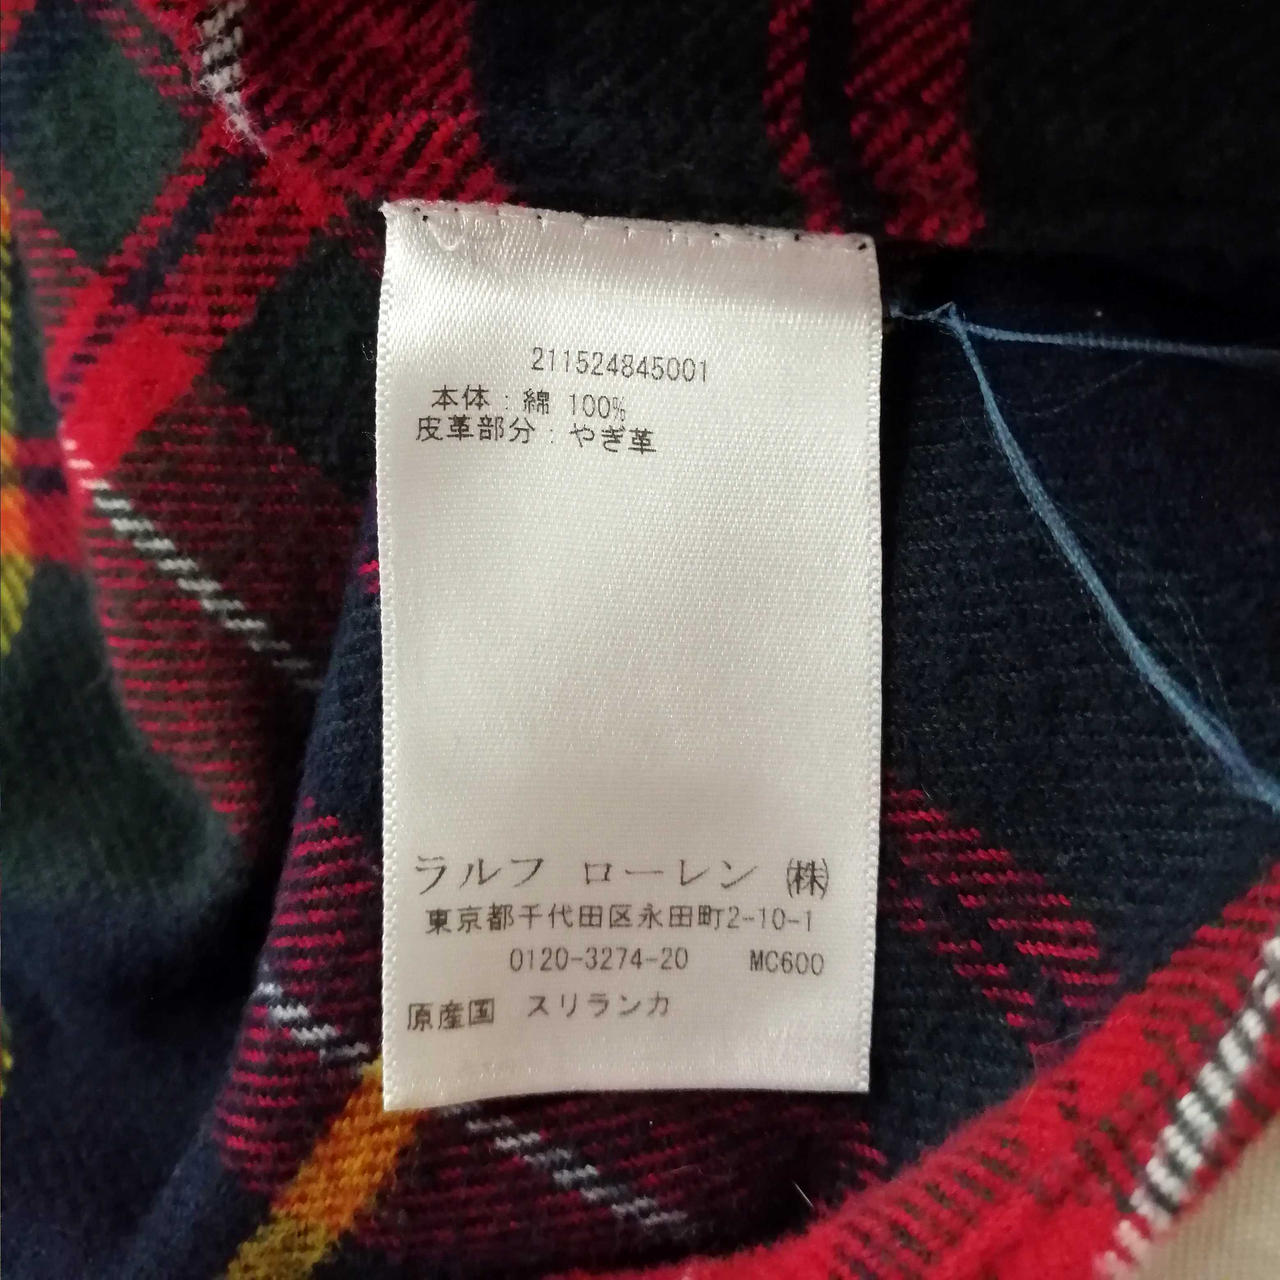 211524845001
本体：綿 100%
皮革部分：やぎ革
ラルフ ローレン ㈱
東京都千代田区永田町2-10-1
0120-3274-20 MC600
原産国 スリランカ